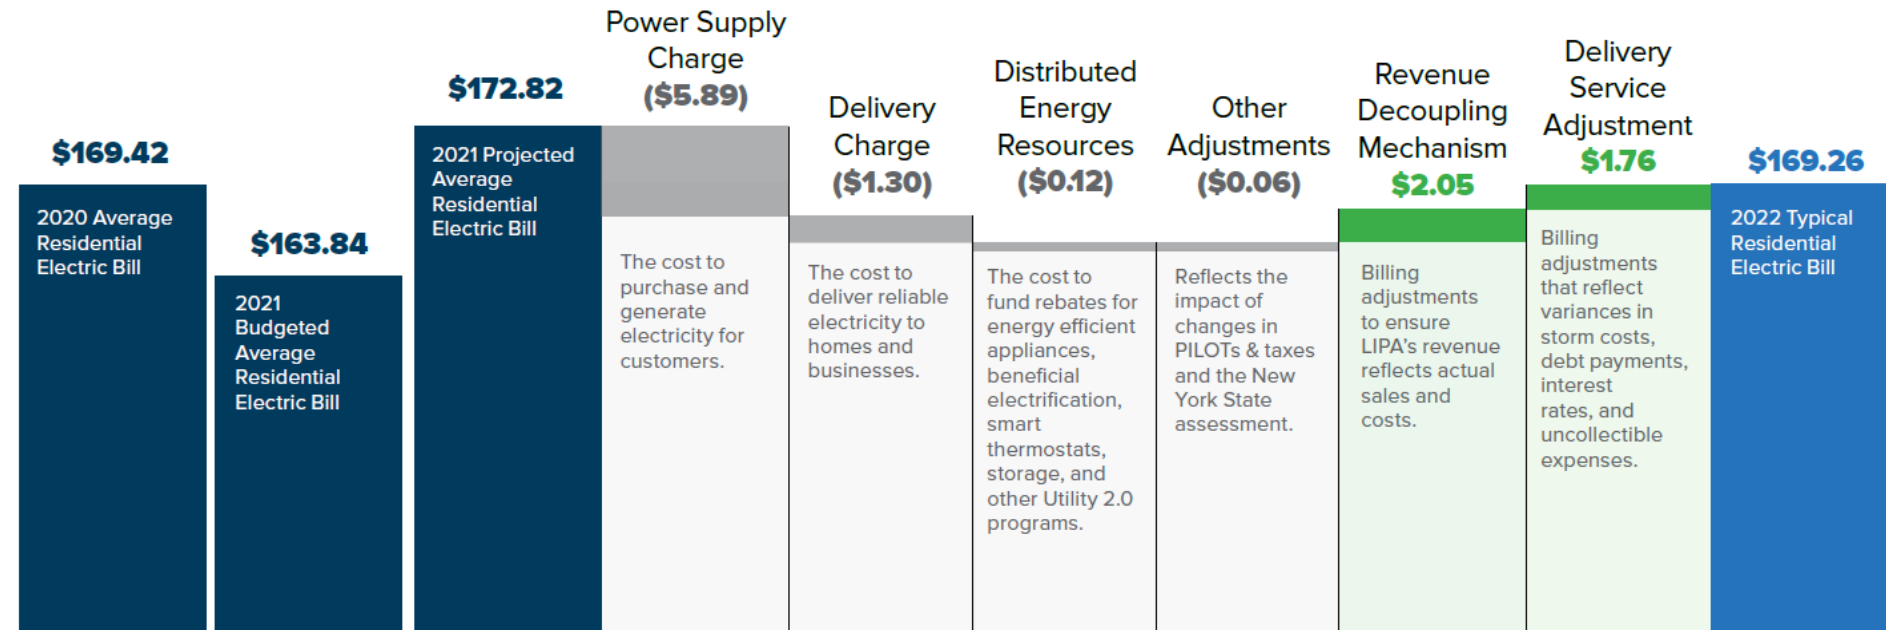 $169.42
2020 Average
Residential
Electric Bill
$163.84
2021
Budgeted
Average
Residential
Electric Bill
$172.82
2021 Projected
Average
Residential
Electric Bill
Power Supply
Charge
($5.89)
The cost to
purchase and
generate
electricity for
customers.
Delivery
Charge
($1.30)
The cost to
deliver reliable
electricity to
homes and
businesses.
Distributed
Energy
Resources
($0.12)
The cost to
fund rebates for
energy efficient
appliances,
beneficial
electrification,
smart
thermostats,
storage, and
other Utility 2.0
programs.
Other
Adjustments
($0.06)
Reflects the
impact of
changes in
PILOTs & taxes
and the New
York State
assessment.
Revenue
Decoupling
Mechanism
$2.05
Billing
adjustments
to ensure
LIPA's revenue
reflects actual
sales and
costs.
Delivery
Service
Adjustment
$1.76
Billing
adjustments
that reflect
variances in
storm costs,
debt payments,
interest
rates, and
uncollectible
expenses.
$169.26
2022 Typical
Residential
Electric Bill